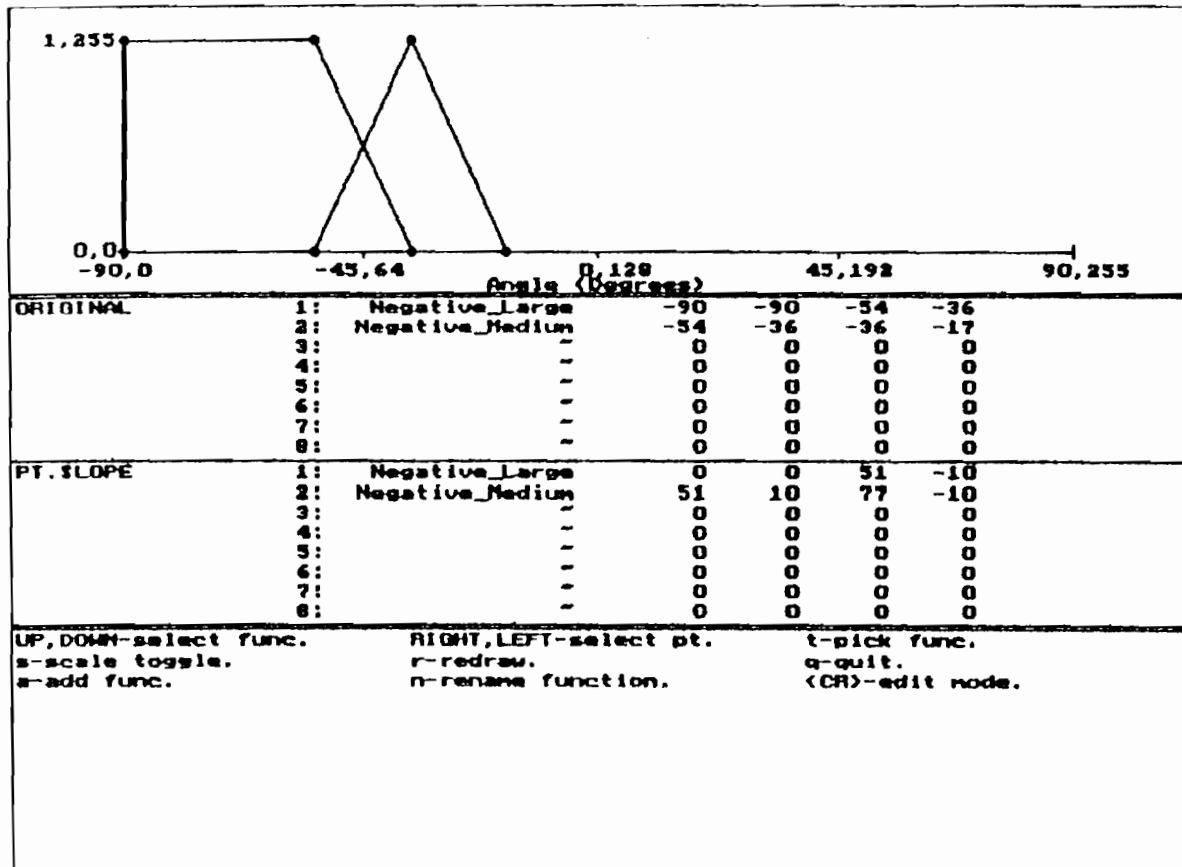 1,255
0,0
-90,0 -45,64 0,128 45,192 90,255
Angle (Degrees)
ORIGINAL 1: Negative_Large -90 -90 -54 -36
2: Negative_Medium -54 -36 -36 -17
3: ~ 0 0 0 0
4: ~ 0 0 0 0
5: ~ 0 0 0 0
6: ~ 0 0 0 0
7: ~ 0 0 0 0
8: ~ 0 0 0 0
PT.SLOPE 1: Negative_Large 0 0 51 -10
2: Negative_Medium 51 10 77 -10
3: ~ 0 0 0 0
4: ~ 0 0 0 0
5: ~ 0 0 0 0
6: ~ 0 0 0 0
7: ~ 0 0 0 0
8: ~ 0 0 0 0
UP,DOWN-select func. RIGHT,LEFT-select pt. t-pick func.
s-scale toggle. r-redraw. q-quit.
a-add func. n-rename function. <CR>-edit mode.